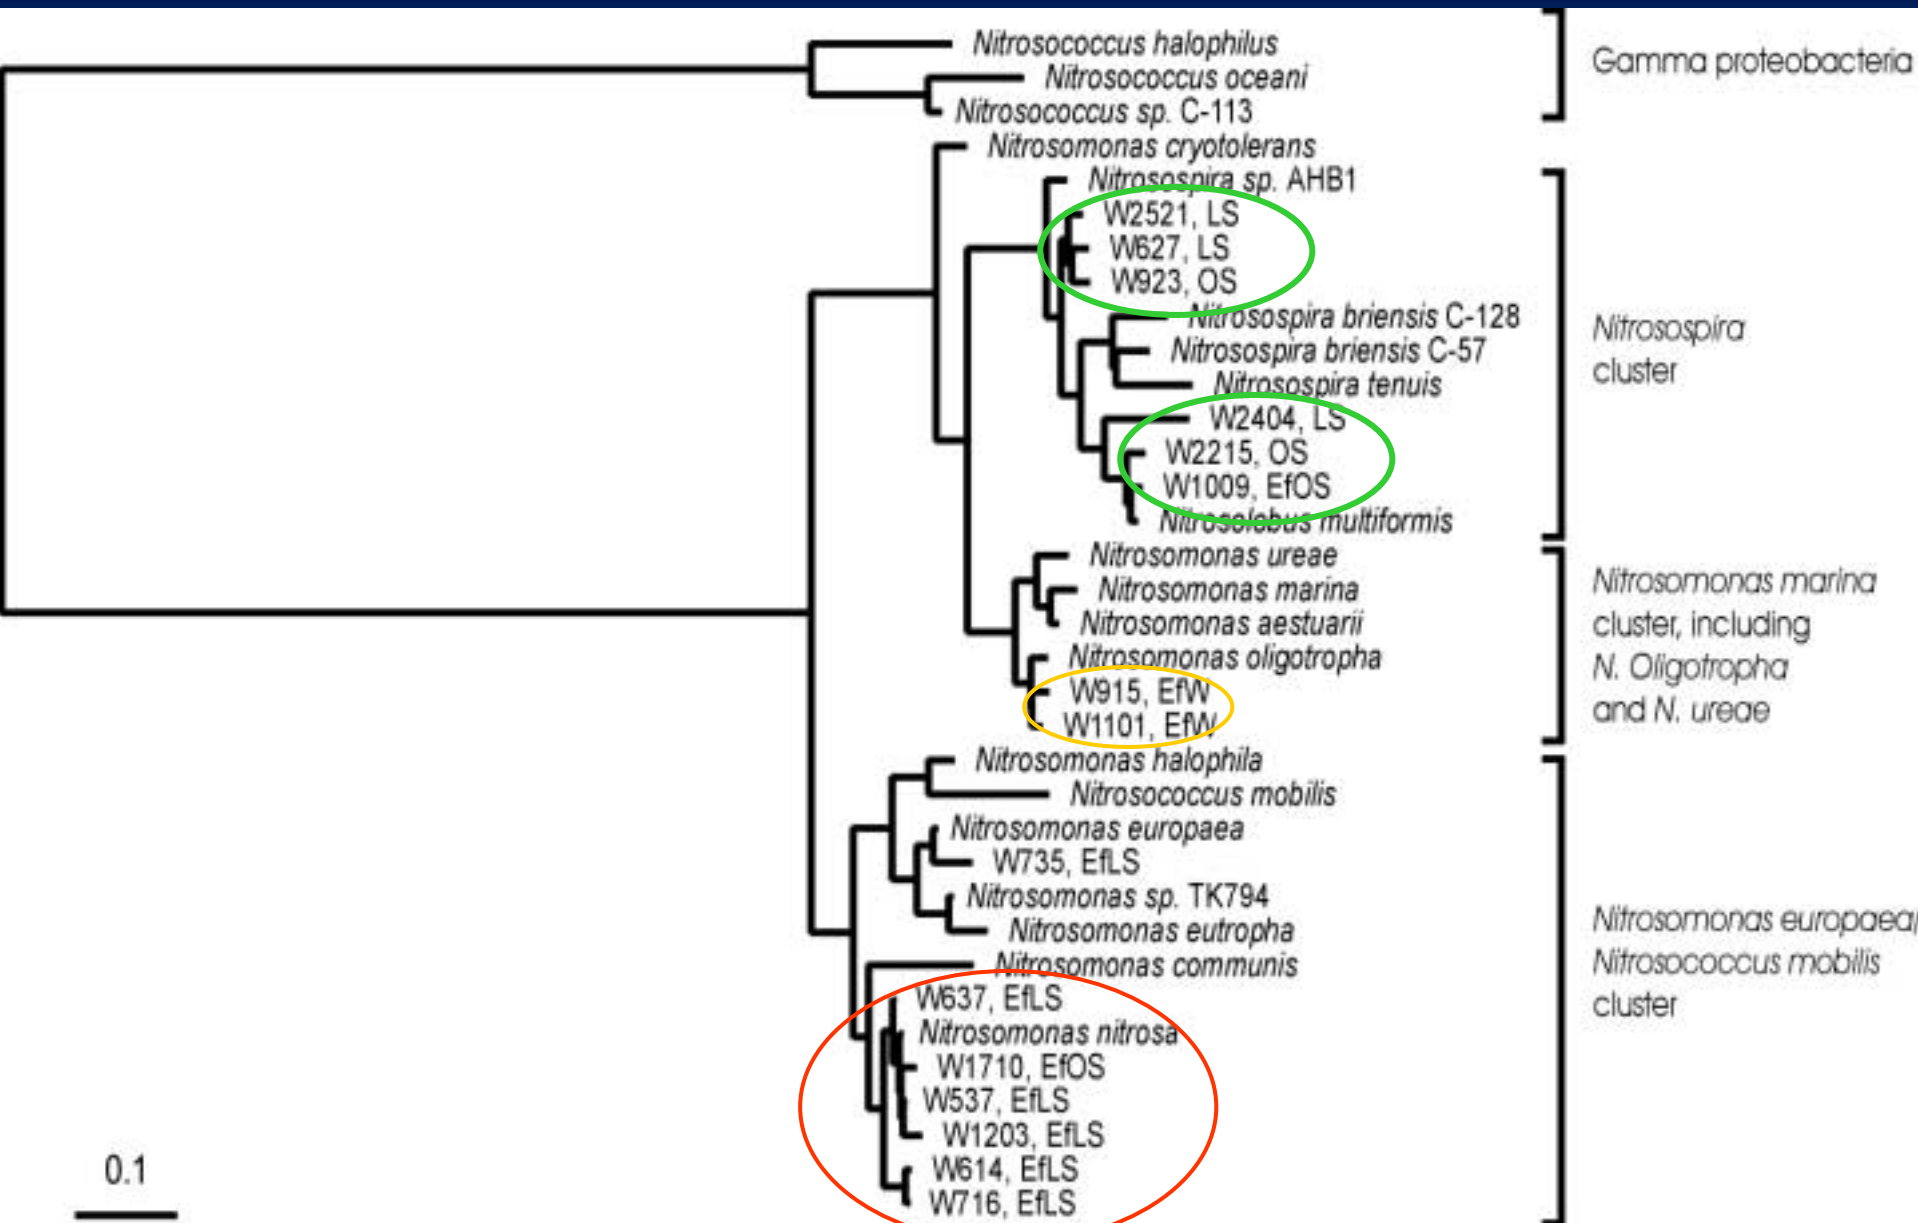 Nitrosococcus halophilus
Nitrosococcus oceani
Nitrosococcus sp. C-113
Gamma proteobacteria
Nitrosomonas cryotolerans
Nitrosospira sp. AHB1
W2521, LS
W627, LS
W923, OS
Nitrosospira briensis C-128
Nitrosospira briensis C-57
Nitrosospira tenuis
W2404, LS
W2215, OS
W1009, EfOS
Nitrosolobus multiformis
Nitrosospira
cluster
Nitrosomonas ureae
Nitrosomonas marina
Nitrosomonas aestuarii
Nitrosomonas oligotropha
W915, EfW
W1101, EfW
Nitrosomonas marina
cluster, including
N. Oligotropha
and N. ureae
Nitrosomonas halophila
Nitrosococcus mobilis
Nitrosomonas europaea
W735, EfLS
Nitrosomonas sp. TK794
Nitrosomonas eutropha
Nitrosomonas communis
W637, EfLS
Nitrosomonas nitrosa
W1710, EfOS
W537, EfLS
W1203, EfLS
W614, EfLS
W716, EfLS
Nitrosomonas europaea/
Nitrosococcus mobilis
cluster
0.1